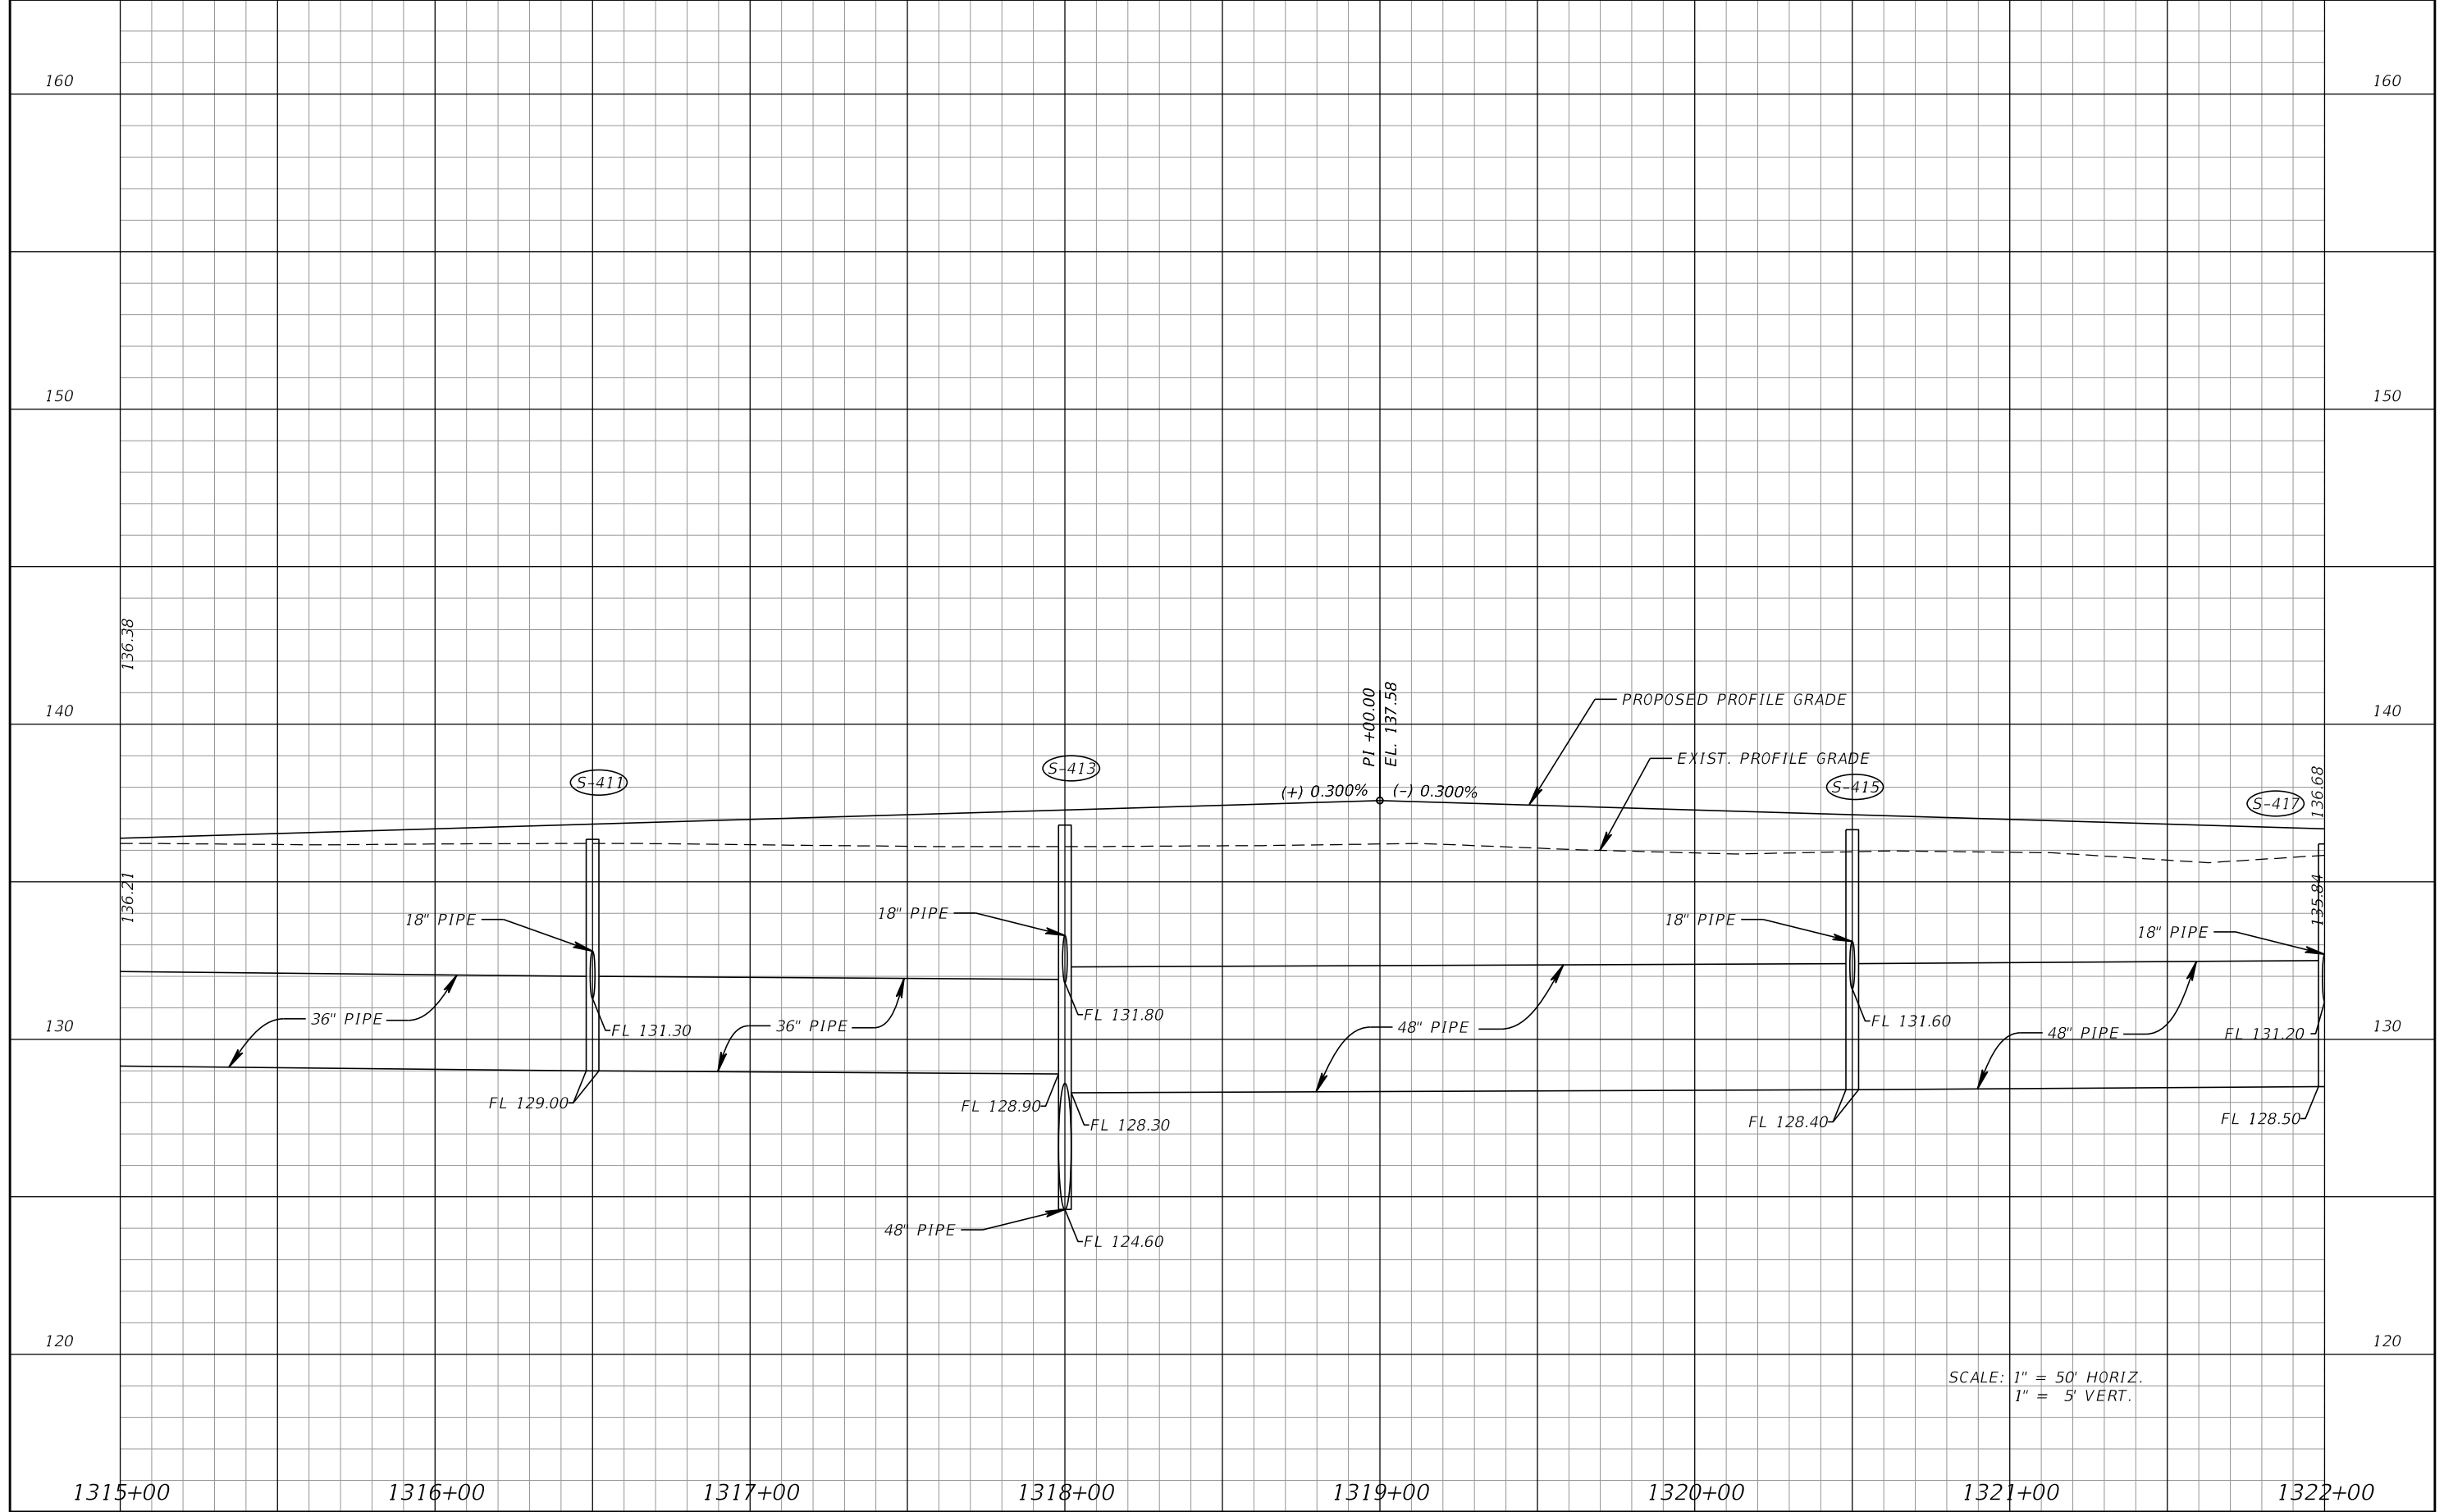 160
160
150
150
136.38
140
140
PI +00.00
EL. 137.58
PROPOSED PROFILE GRADE
EXIST. PROFILE GRADE
S-411
S-413
(+) 0.300%
(-) 0.300%
S-415
S-417
136.68
136.21
135.84
18" PIPE
18" PIPE
18" PIPE
18" PIPE
36" PIPE
36" PIPE
48" PIPE
48" PIPE
130
130
FL 131.30
FL 131.80
FL 131.60
FL 131.20
FL 129.00
FL 128.90
FL 128.30
FL 128.40
FL 128.50
48" PIPE
FL 124.60
120
120
SCALE: 1" = 50' HORIZ.
1" = 5' VERT.
1315+00
1316+00
1317+00
1318+00
1319+00
1320+00
1321+00
1322+00